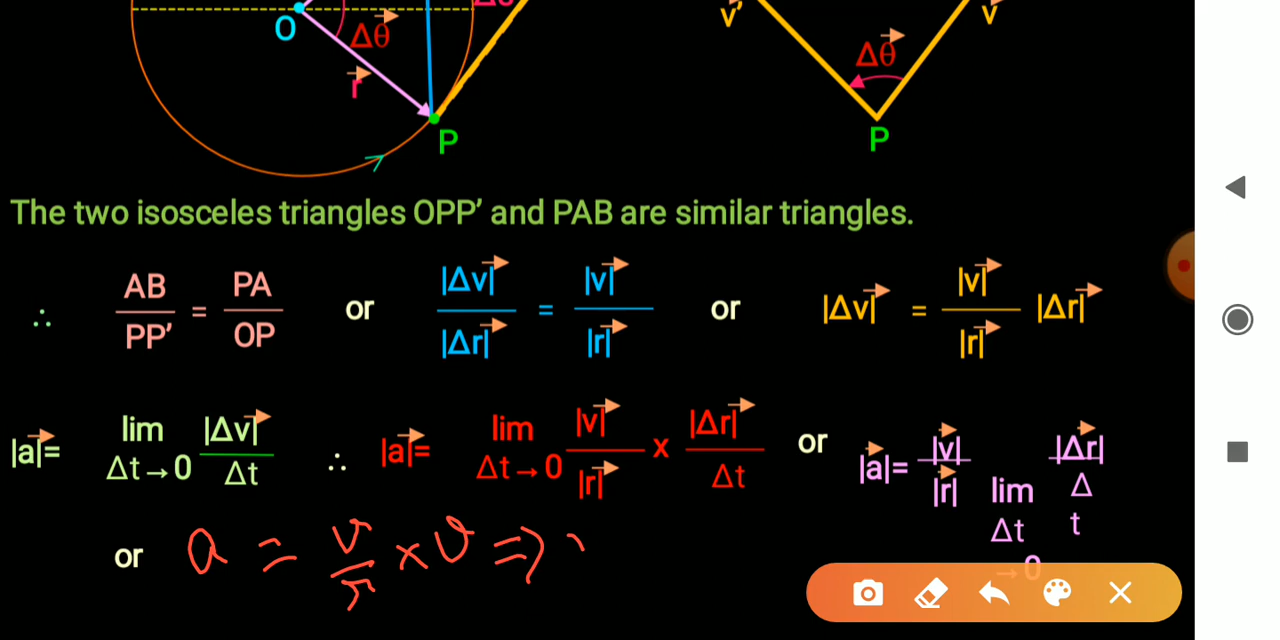 Δθ
O Δθ V' V
r Δθ
P P
The two isosceles triangles OPP' and PAB are similar triangles.
∴ AB/PP' = PA/OP or |Δv|/|Δr| = |v|/|r| or |Δv| = |v|/|r| |Δr|
|a|= lim Δt→0 |Δv|/Δt ∴ |a|= lim Δt→0 |v|/|r| x |Δr|/Δt or |a|= |v|/|r| lim Δt→0 |Δr|/Δt
or a = v/r × v ⇒